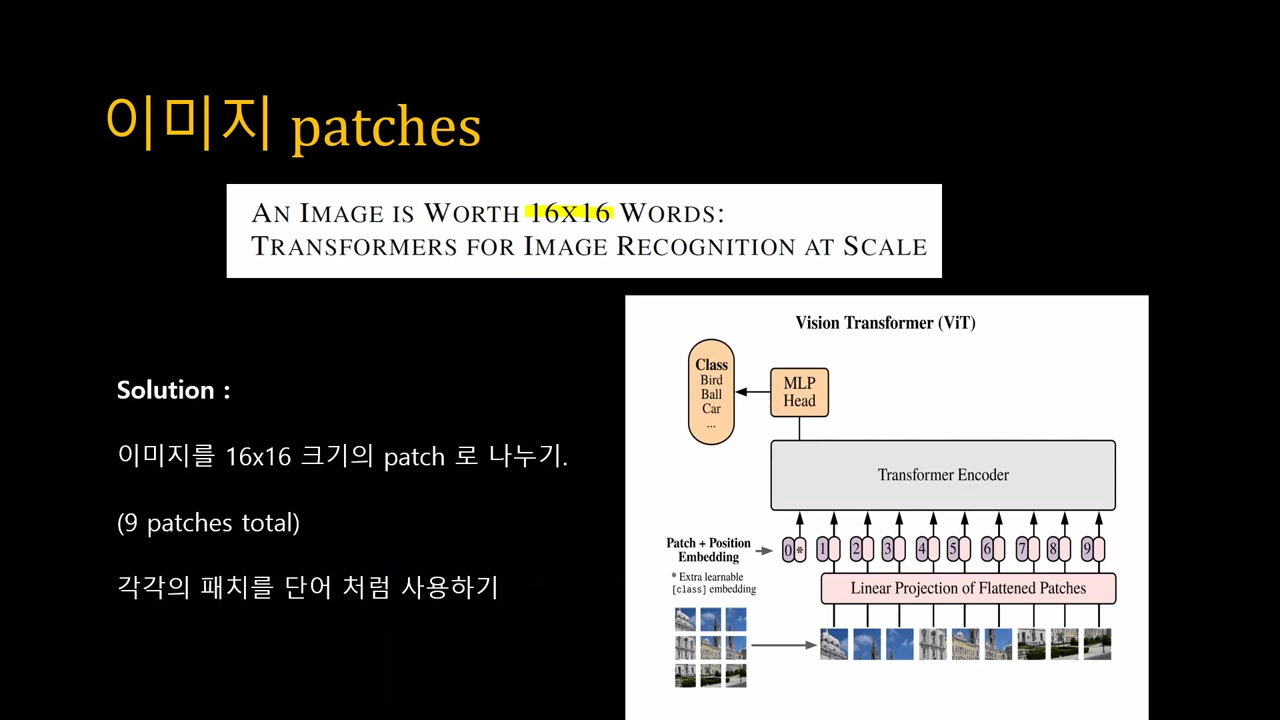 이미지 patches
AN IMAGE IS WORTH 16X16 WORDS:
TRANSFORMERS FOR IMAGE RECOGNITION AT SCALE
Solution :
이미지를 16x16 크기의 patch 로 나누기.
(9 patches total)
각각의 패치를 단어 처럼 사용하기
Vision Transformer (ViT)
Class
Bird
Ball
Car
...
MLP
Head
Transformer Encoder
Patch + Position
Embedding
0 * 1 2 3 4 5 6 7 8 9
* Extra learnable
[class] embedding
Linear Projection of Flattened Patches